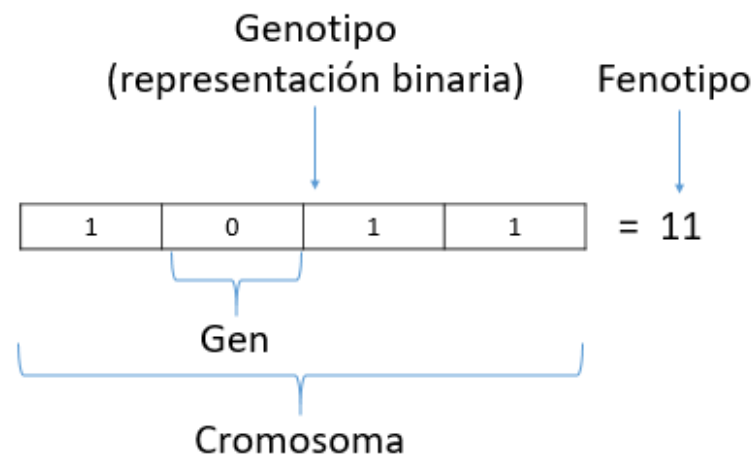 Genotipo
(representación binaria)
Fenotipo
1 0 1 1 = 11
Gen
Cromosoma